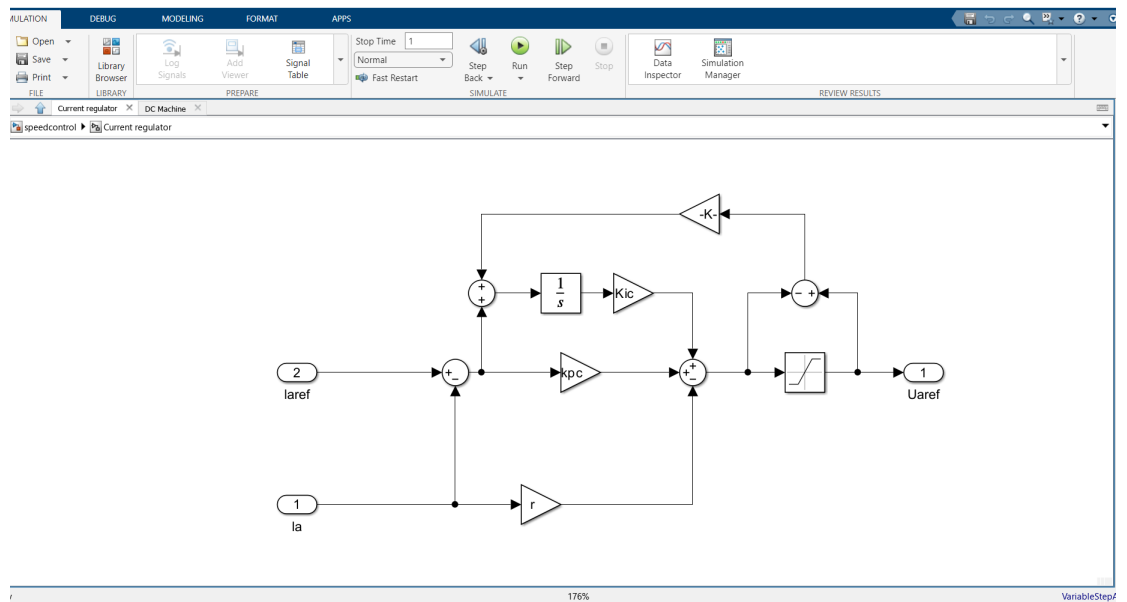 MULATION DEBUG MODELING FORMAT APPS
Open
Save
Print
FILE
Library
Browser
LIBRARY
Log
Signals
Add
Viewer
Signal
Table
PREPARE
Stop Time 1
Normal
Fast Restart
Step
Back
Run
Step
Forward
Stop
SIMULATE
Data
Inspector
Simulation
Manager
REVIEW RESULTS
Current regulator × DC Machine ×
speedcontrol Current regulator
-K-
+
+
1
s
Kic
- +
2
Iaref
+
-
kpc
+
+
-
1
Uaref
1
Ia
r
176%
VariableStepA